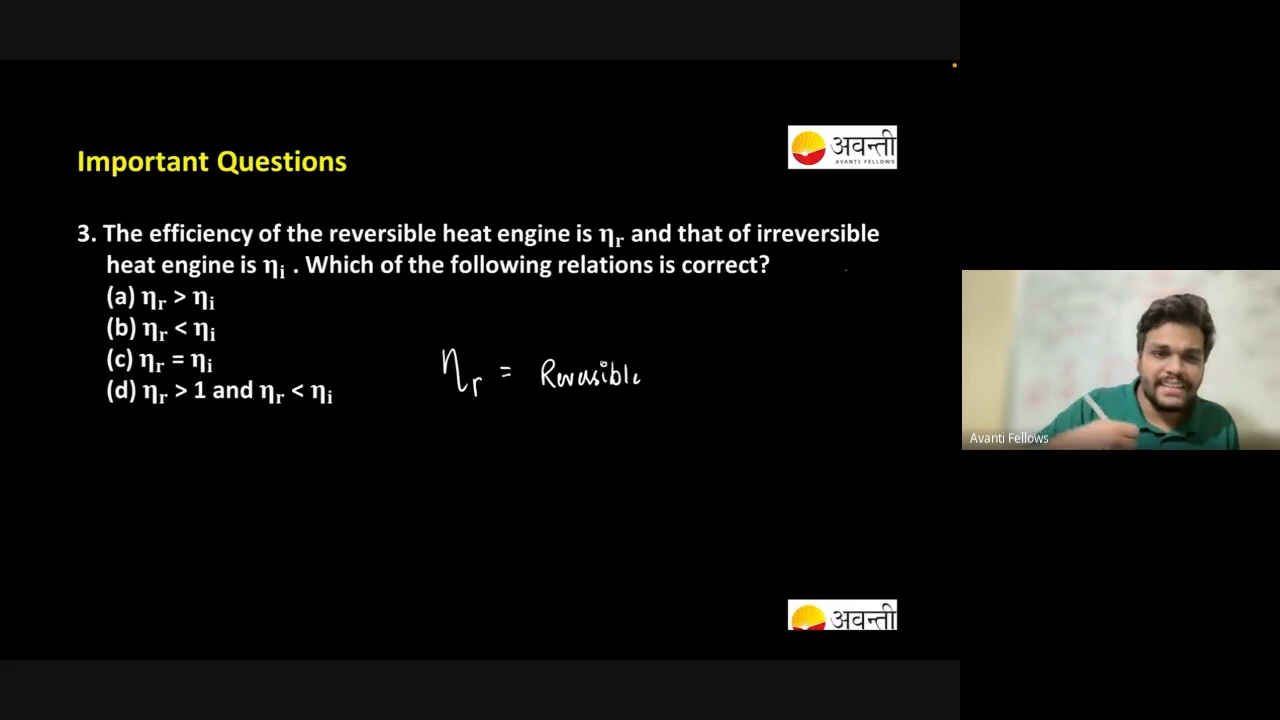 अवन्ती
AVANTI FELLOWS
Important Questions
3. The efficiency of the reversible heat engine is ηr and that of irreversible
heat engine is ηi . Which of the following relations is correct?
(a) ηr > ηi
(b) ηr < ηi
(c) ηr = ηi
(d) ηr > 1 and ηr < ηi
ηr = Reversible
Avanti Fellows
अवन्ती